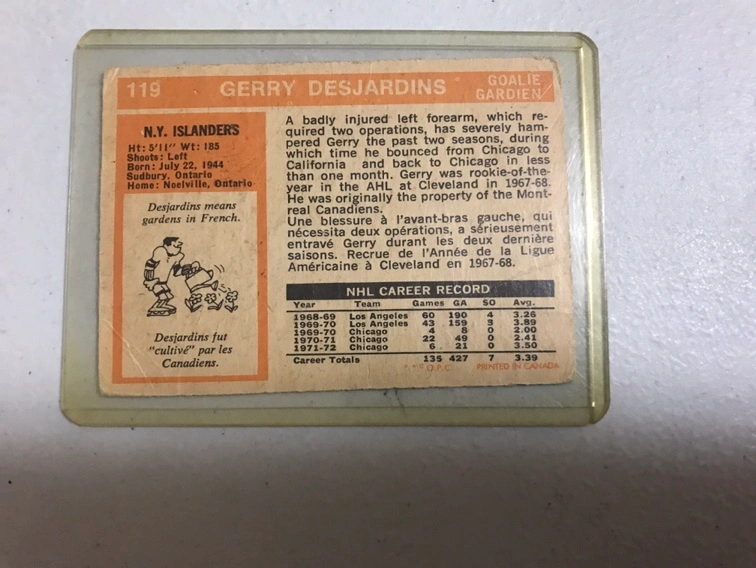 119 GERRY DESJARDINS GOALIE
GARDIEN
N.Y. ISLANDERS
Ht: 5'11" Wt: 185
Shoots: Left
Born: July 22, 1944
Sudbury, Ontario
Home: Noelville, Ontario
Desjardins means
gardens in French.
Desjardins fut
"cultivé" par les
Canadiens.
A badly injured left forearm, which re-
quired two operations, has severely ham-
pered Gerry the past two seasons, during
which time he bounced from Chicago to
California and back to Chicago in less
than one month. Gerry was rookie-of-the-
year in the AHL at Cleveland in 1967-68.
He was originally the property of the Mont-
real Canadiens.
Une blessure à l'avant-bras gauche, qui
nécessita deux opérations, a sérieusement
entravé Gerry durant les deux dernière
saisons. Recrue de l'Année de la Ligue
Américaine à Cleveland en 1967-68.
NHL CAREER RECORD
Year Team Games GA SO Avg.
1968-69 Los Angeles 60 190 4 3.26
1969-70 Los Angeles 43 159 3 3.89
1969-70 Chicago 4 8 0 2.00
1970-71 Chicago 22 49 0 2.41
1971-72 Chicago 6 21 0 3.50
Career Totals 135 427 7 3.39
O.P.C. PRINTED IN CANADA